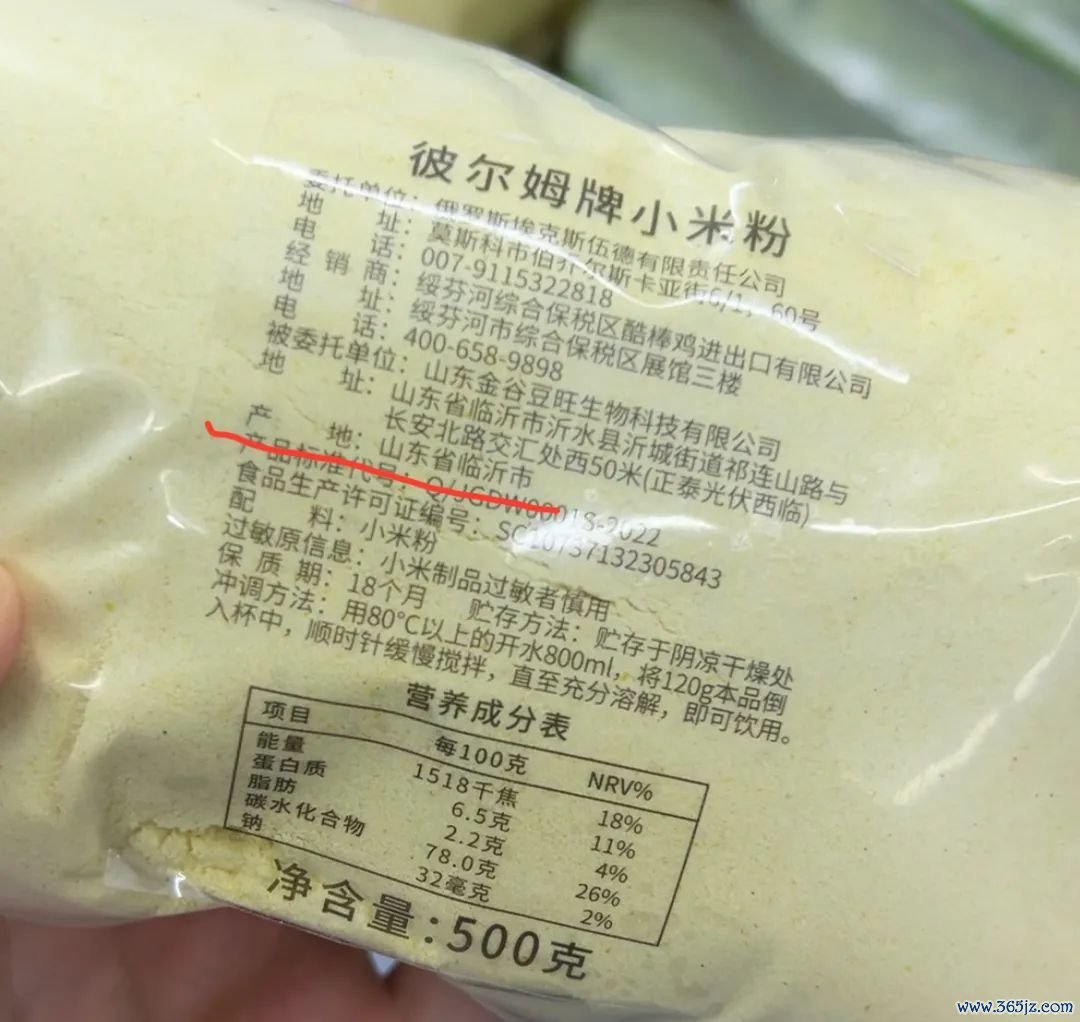 彼尔姆牌小米粉
委托单位：俄罗斯埃克斯伍德有限责任公司
地 址：莫斯科市伯乔尔斯卡亚街6/1，60号
电 话：007-9115322818
经 销 商：绥芬河综合保税区酷棒鸡进出口有限公司
地 址：绥芬河市综合保税区展馆三楼
电 话：400-658-9898
被委托单位：山东金谷豆旺生物科技有限公司
地 址：山东省临沂市沂水县沂城街道祁连山路与
长安北路交汇处西50米(正泰光伏西临)
产 地：山东省临沂市
产品标准代号：Q/JGDW0001S-2022
食品生产许可证编号：SC10737132305843
配 料：小米粉
过敏原信息：小米制品过敏者慎用
保 质 期：18个月 贮存方法：贮存于阴凉干燥处
冲调方法：用80°C以上的开水800ml，将120g本品倒
入杯中，顺时针缓慢搅拌，直至充分溶解，即可饮用。
营养成分表
项目 每100克 NRV%
能量 1518千焦 18%
蛋白质 6.5克 11%
脂肪 2.2克 4%
碳水化合物 78.0克 26%
钠 32毫克 2%
净含量:500克
www.365jz.com